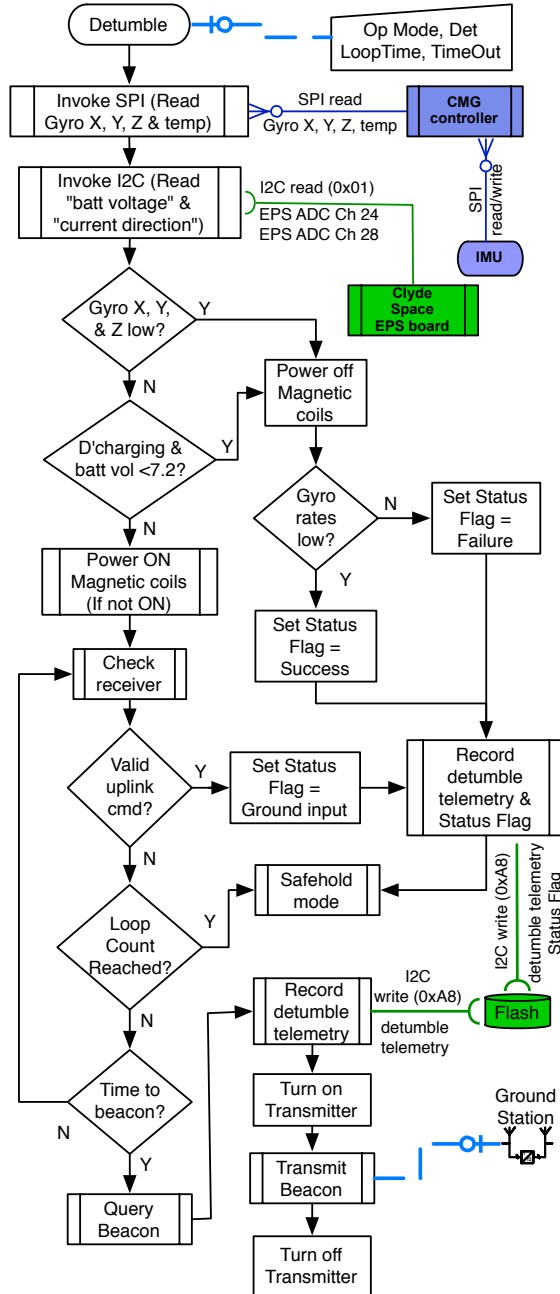 Detumble
Op Mode, Det
LoopTime, TimeOut
Invoke SPI (Read
Gyro X, Y, Z & temp)
SPI read
Gyro X, Y, Z, temp
CMG
controller
Invoke I2C (Read
"batt voltage" &
"current direction")
I2C read (0x01)
EPS ADC Ch 24
EPS ADC Ch 28
SPI
read/write
IMU
Clyde
Space
EPS board
Gyro X, Y,
& Z low?
Y
N
Power off
Magnetic
coils
D'charging &
batt vol <7.2?
Y
N
Gyro
rates
low?
N
Y
Set Status
Flag =
Failure
Power ON
Magnetic coils
(If not ON)
Set Status
Flag =
Success
Check
receiver
Valid
uplink
cmd?
Y
N
Set Status
Flag =
Ground input
Record
detumble
telemetry &
Status Flag
Safehold
mode
I2C write (0xA8)
detumble telemetry
Status Flag
Loop
Count
Reached?
Y
N
Record
detumble
telemetry
I2C
write (0xA8)
detumble
telemetry
Flash
Time to
beacon?
N
Y
Turn on
Transmitter
Ground
Station
Query
Beacon
Transmit
Beacon
Turn off
Transmitter